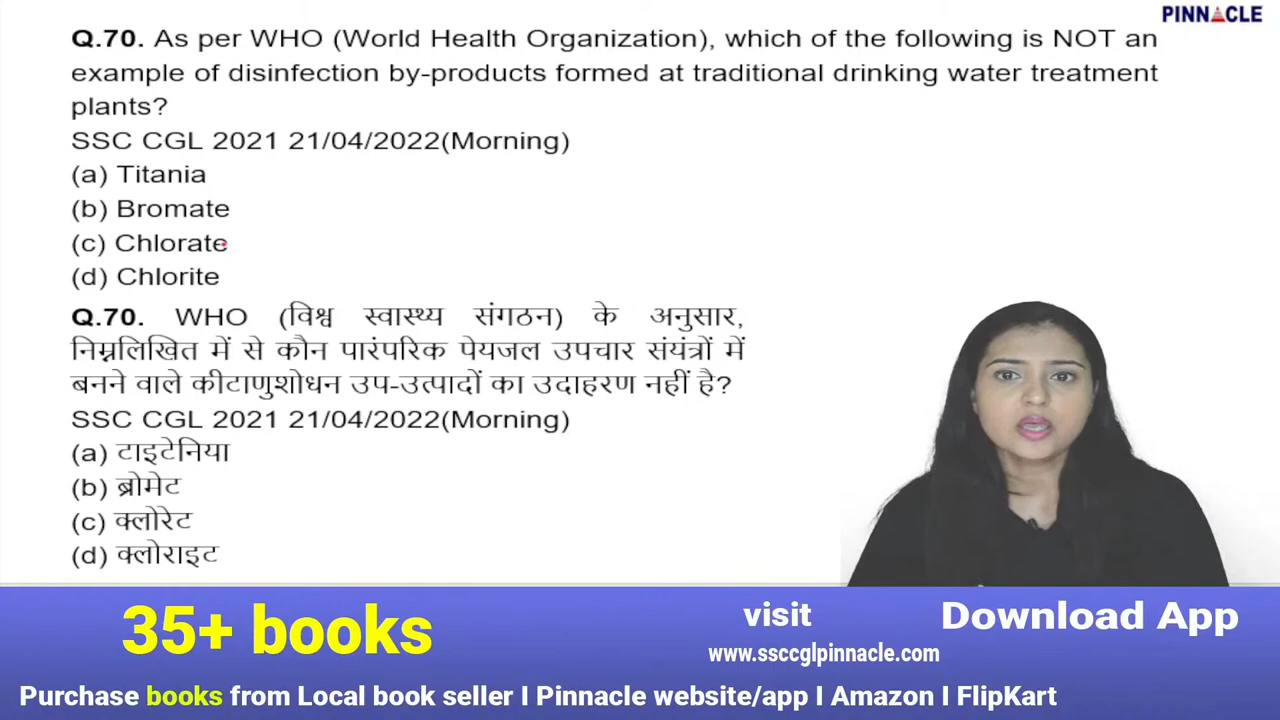 PINNACLE
Q.70. As per WHO (World Health Organization), which of the following is NOT an
example of disinfection by-products formed at traditional drinking water treatment
plants?
SSC CGL 2021 21/04/2022(Morning)
(a) Titania
(b) Bromate
(c) Chlorate
(d) Chlorite
Q.70. WHO (विश्व स्वास्थ्य संगठन) के अनुसार,
निम्नलिखित में से कौन पारंपरिक पेयजल उपचार संयंत्रों में
बनने वाले कीटाणुशोधन उप-उत्पादों का उदाहरण नहीं है?
SSC CGL 2021 21/04/2022(Morning)
(a) टाइटेनिया
(b) ब्रोमेट
(c) क्लोरेट
(d) क्लोराइट
35+ books
visit
www.ssccglpinnacle.com
Download App
Purchase books from Local book seller I Pinnacle website/app I Amazon I FlipKart